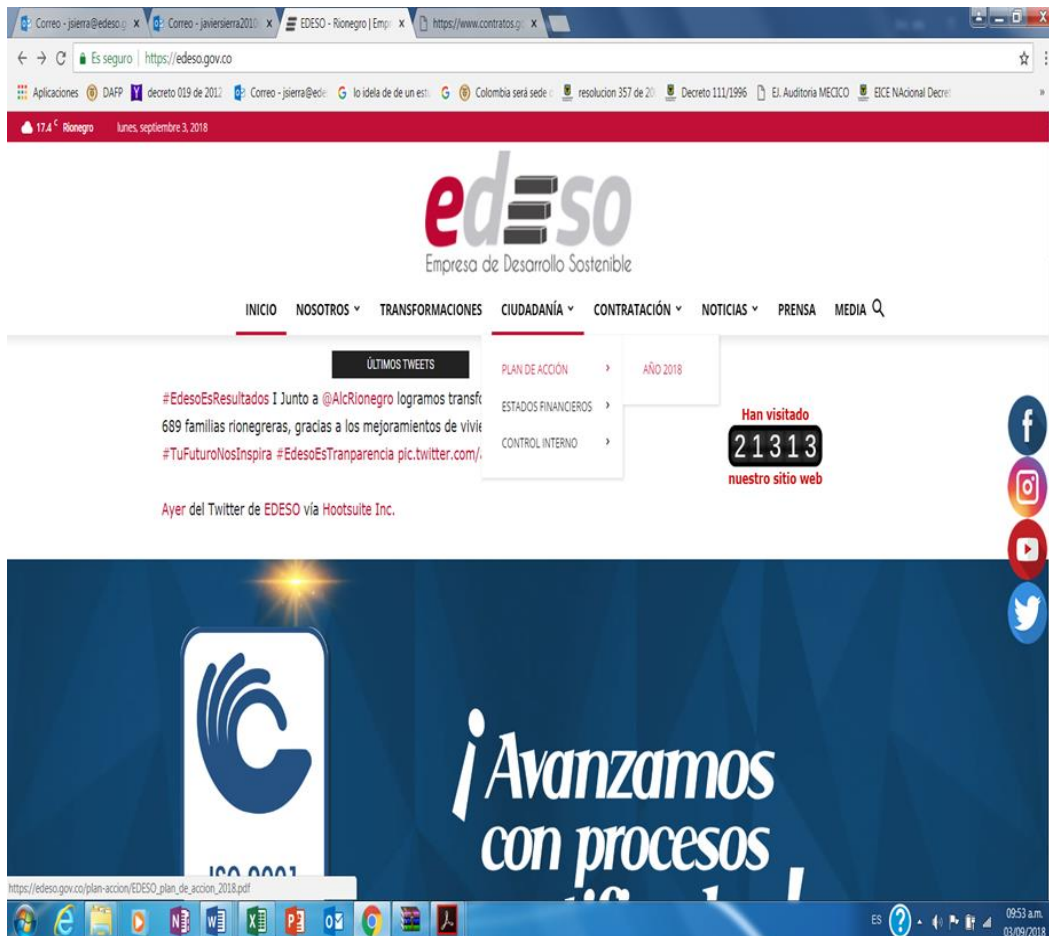 Correo - jsierra@edeso.g
Correo - javiersierra2010
EDESO - Rionegro | Emp
https://www.contratos.g
Es seguro | https://edeso.gov.co
Aplicaciones DAFP decreto 019 de 2012 Correo - jsierra@ede lo idela de de un est Colombia será sede resolucion 357 de 20 Decreto 111/1996 EJ. Auditoria MECICO EICE NAcional Decre
17.4 C Rionegro lunes, septiembre 3, 2018
edeso
Empresa de Desarrollo Sostenible
INICIO NOSOTROS TRANSFORMACIONES CIUDADANÍA CONTRATACIÓN NOTICIAS PRENSA MEDIA
ÚLTIMOS TWEETS
PLAN DE ACCIÓN
AÑO 2018
ESTADOS FINANCIEROS
CONTROL INTERNO
#EdesoEsResultados I Junto a @AlcRionegro logramos transfo
689 familias rionegreras, gracias a los mejoramientos de vivie
#TuFuturoNosInspira #EdesoEsTranparencia pic.twitter.com/
Ayer del Twitter de EDESO vía Hootsuite Inc.
Han visitado
21313
nuestro sitio web
¡Avanzamos
con procesos
ISO 9001
https://edeso.gov.co/plan-accion/EDESO_plan_de_accion_2018.pdf
ES
09:53 a.m.
03/09/2018